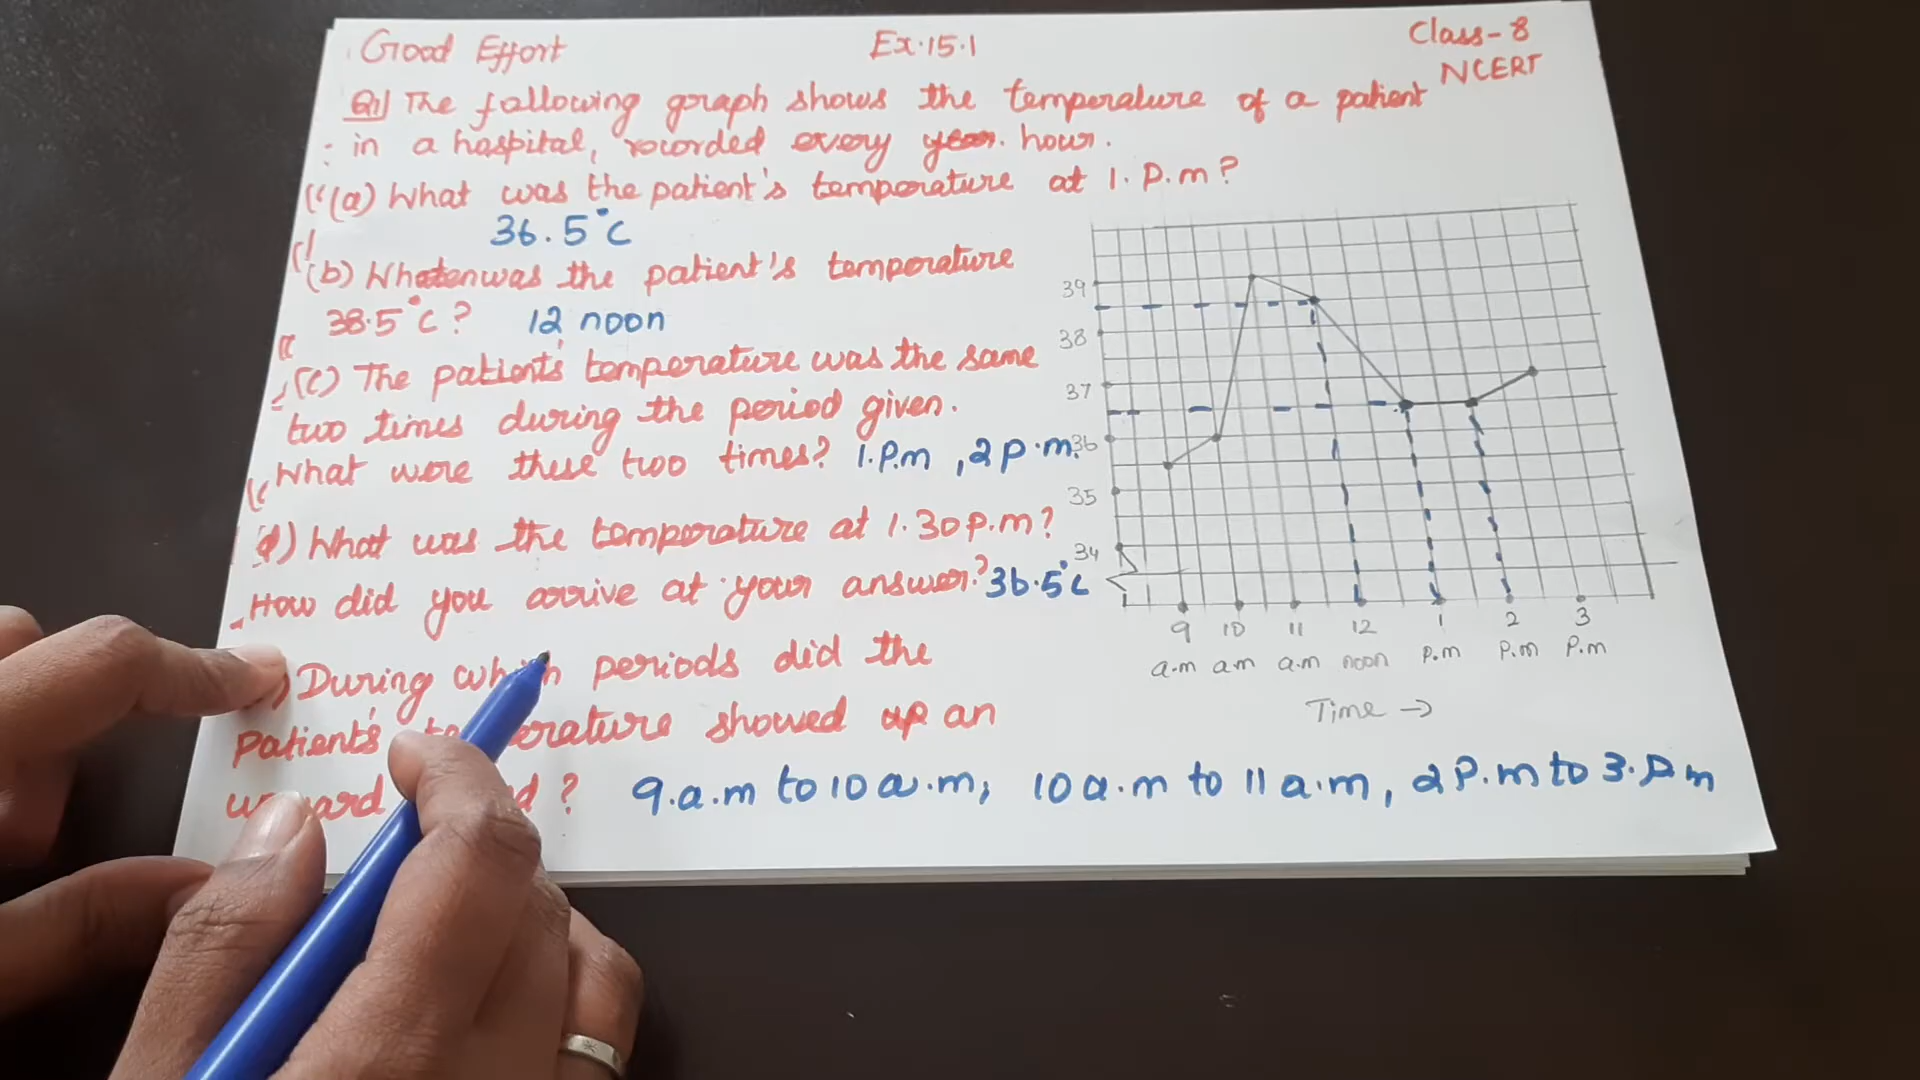 Good Effort
Ex.15.1
Class-8
NCERT
Q1) The following graph shows the temperature of a patient
in a hospital, recorded every year. hour.
(a) What was the patient's temperature at 1.p.m?
36.5°C
(b) When was the patient's temperature
38.5°C? 12 noon
(c) The patient's temperature was the same
two times during the period given.
What were these two times? 1.P.m, 2 p.m.
(d) What was the temperature at 1.30 p.m?
How did you arrive at your answer? 36.5°C
During which periods did the
Patient's showed up an
? 9.a.m to 10 a.m, 10 a.m to 11 a.m, 2 P.m to 3.p.m
39
38
37
36
35
34
9 10 11 12 1 2 3
a.m a.m a.m noon p.m p.m p.m
Time →